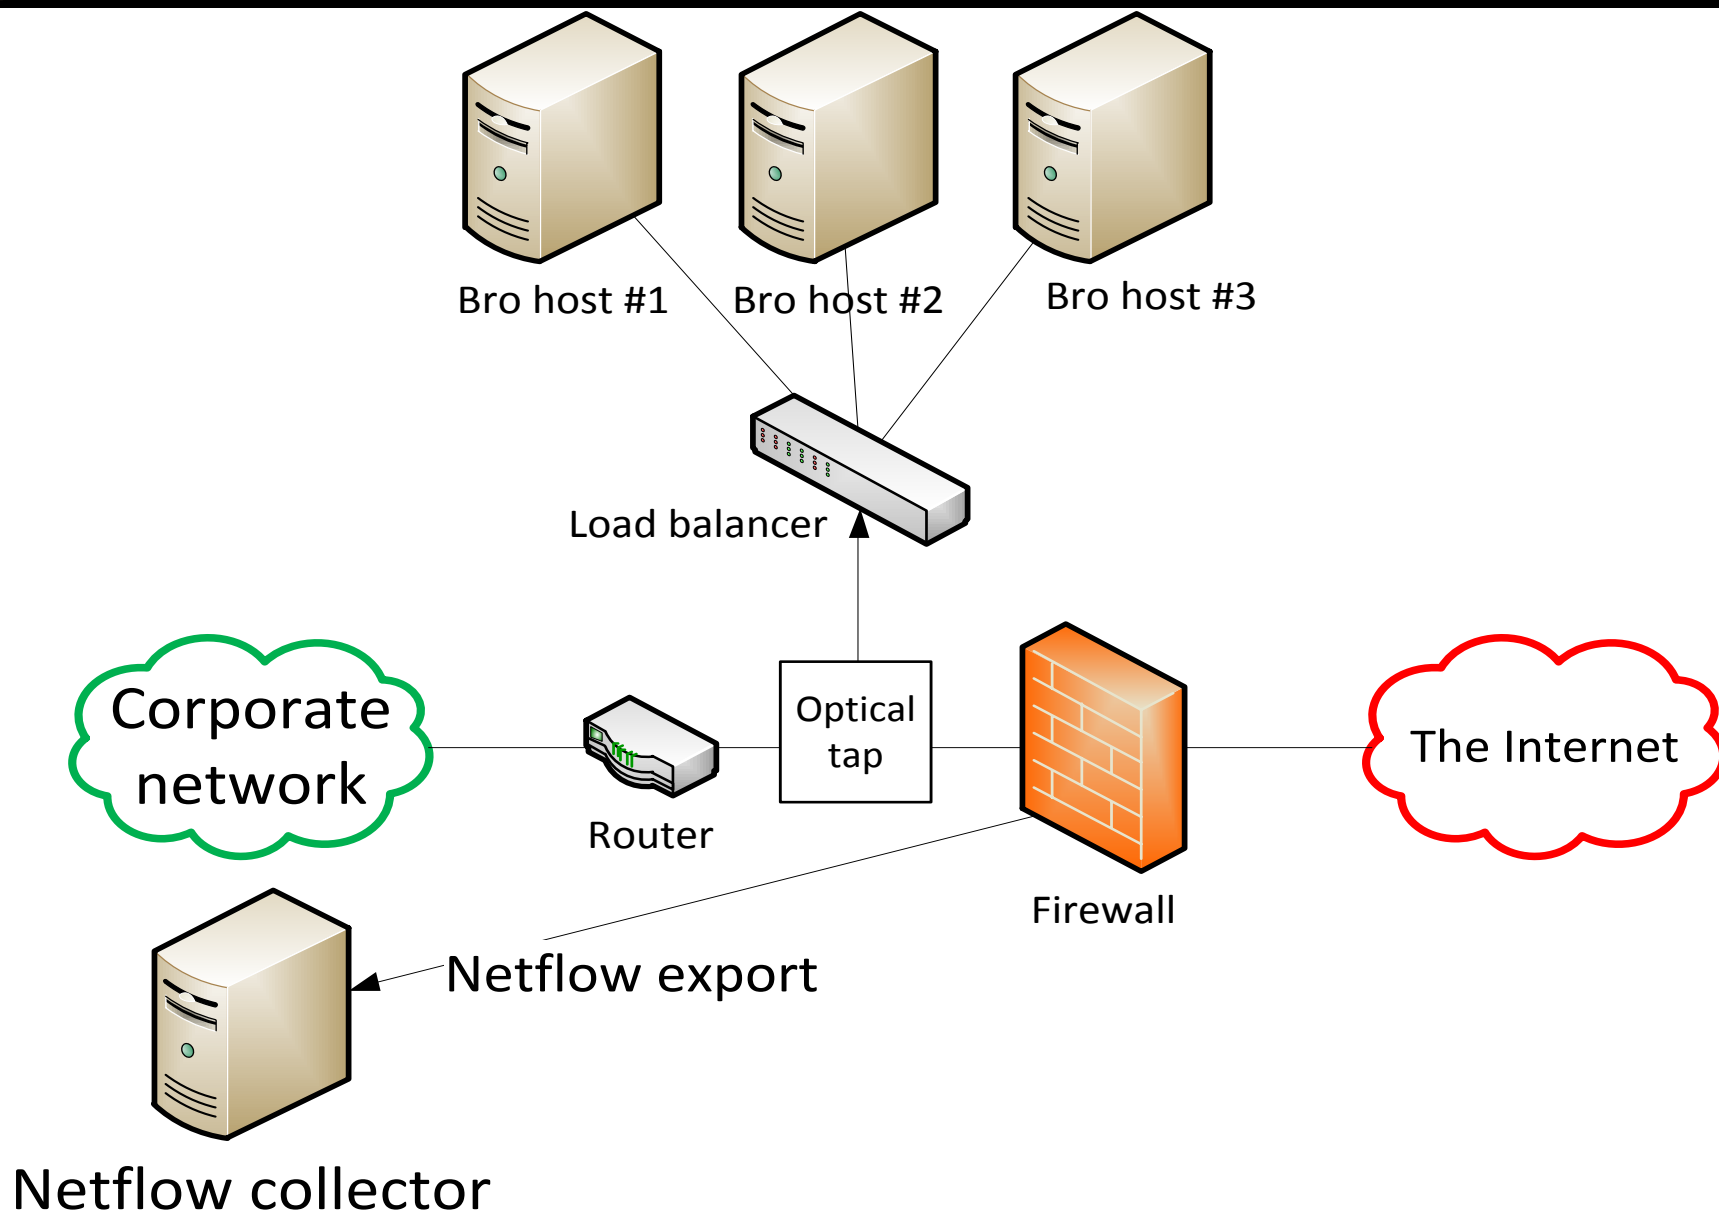 Bro host #1
Bro host #2
Bro host #3
Load balancer
Corporate
network
Router
Optical
tap
Firewall
The Internet
Netflow export
Netflow collector